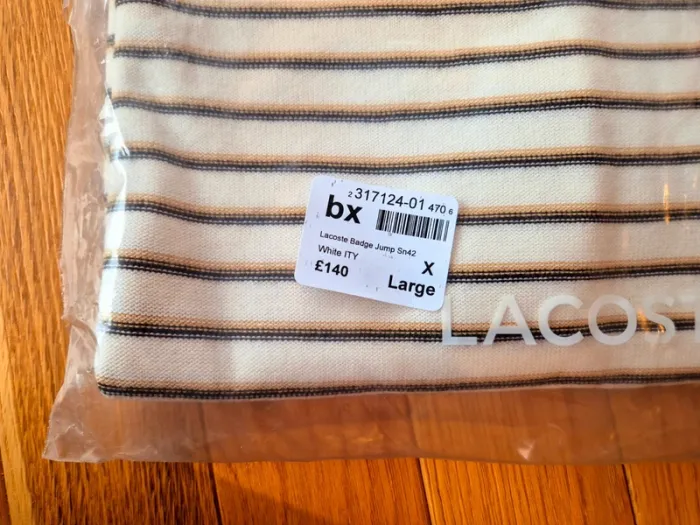 2 317124-01 470 6
bx
Lacoste Badge Jump Sn42
White ITY
£140
X
Large
LACOST